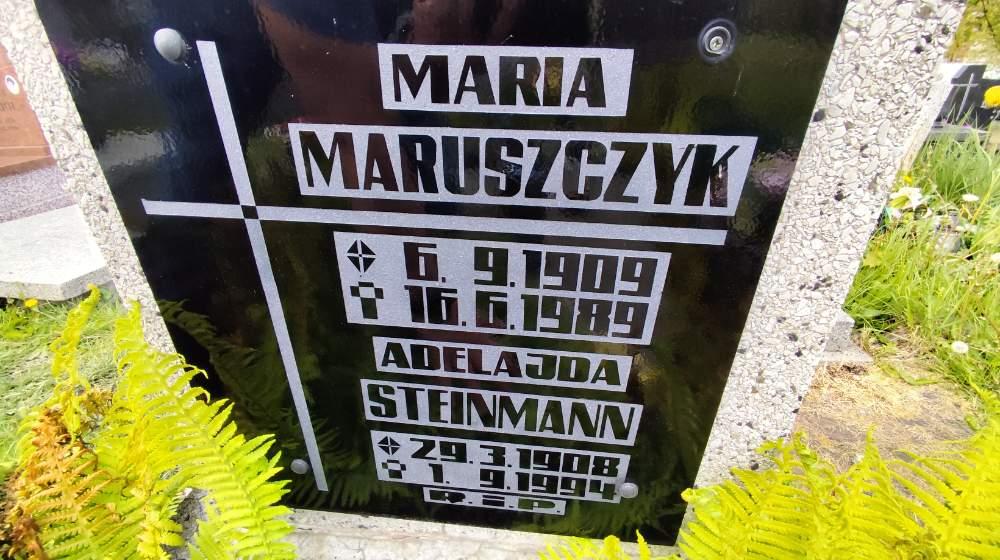 MARIA
MARUSZCZYK
6. 9. 1909
16. 6. 1989
ADELAJDA
STEINMANN
29. 3. 1908
1. 9. 1994
R.i.P.